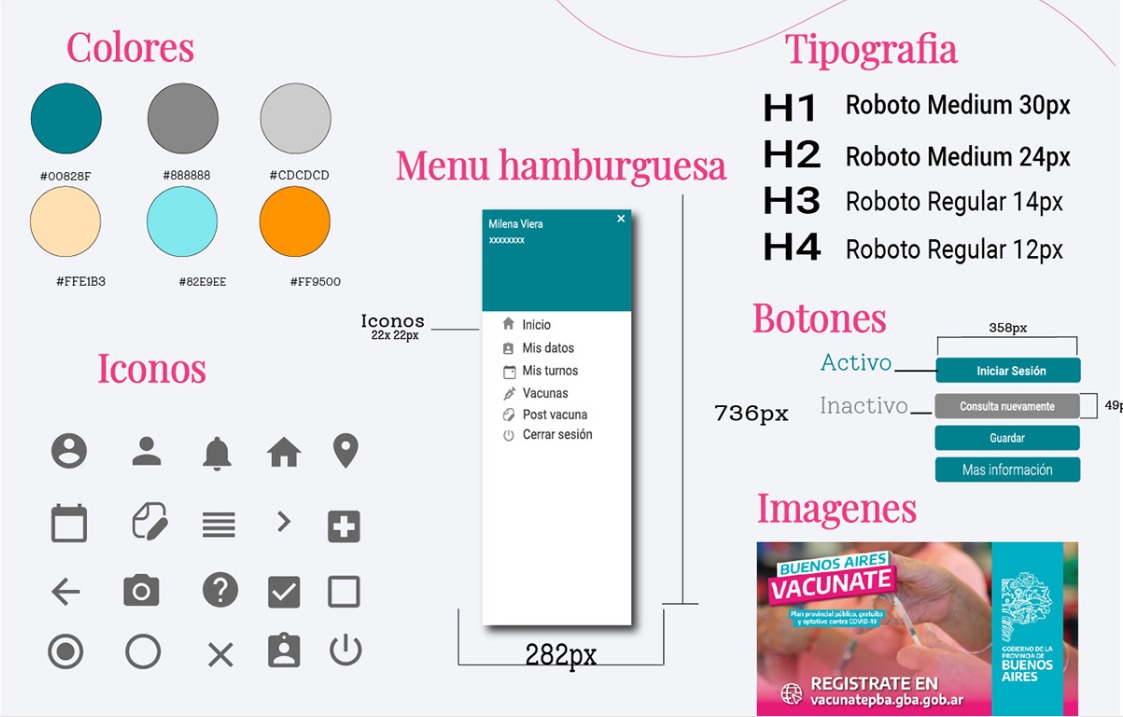 Colores
#00828F
#888888
#CDCDCD
#FFE1B3
#82E9EE
#FF9500
Iconos
Menu hamburguesa
Milena Viera
xxxxxxxx
Inicio
Mis datos
Mis turnos
Vacunas
Post vacuna
Cerrar sesión
Iconos
22x 22px
736px
282px
Tipografia
H1 Roboto Medium 30px
H2 Roboto Medium 24px
H3 Roboto Regular 14px
H4 Roboto Regular 12px
Botones
358px
Activo
Iniciar Sesión
Inactivo
Consulta nuevamente
49p
Guardar
Mas información
Imagenes
BUENOS AIRES
VACUNATE
Plan provincial público, gratuito
y optativo contra COVID-19
REGISTRATE EN
vacunatepba.gba.gob.ar
GOBIERNO DE LA
PROVINCIA DE
BUENOS
AIRES